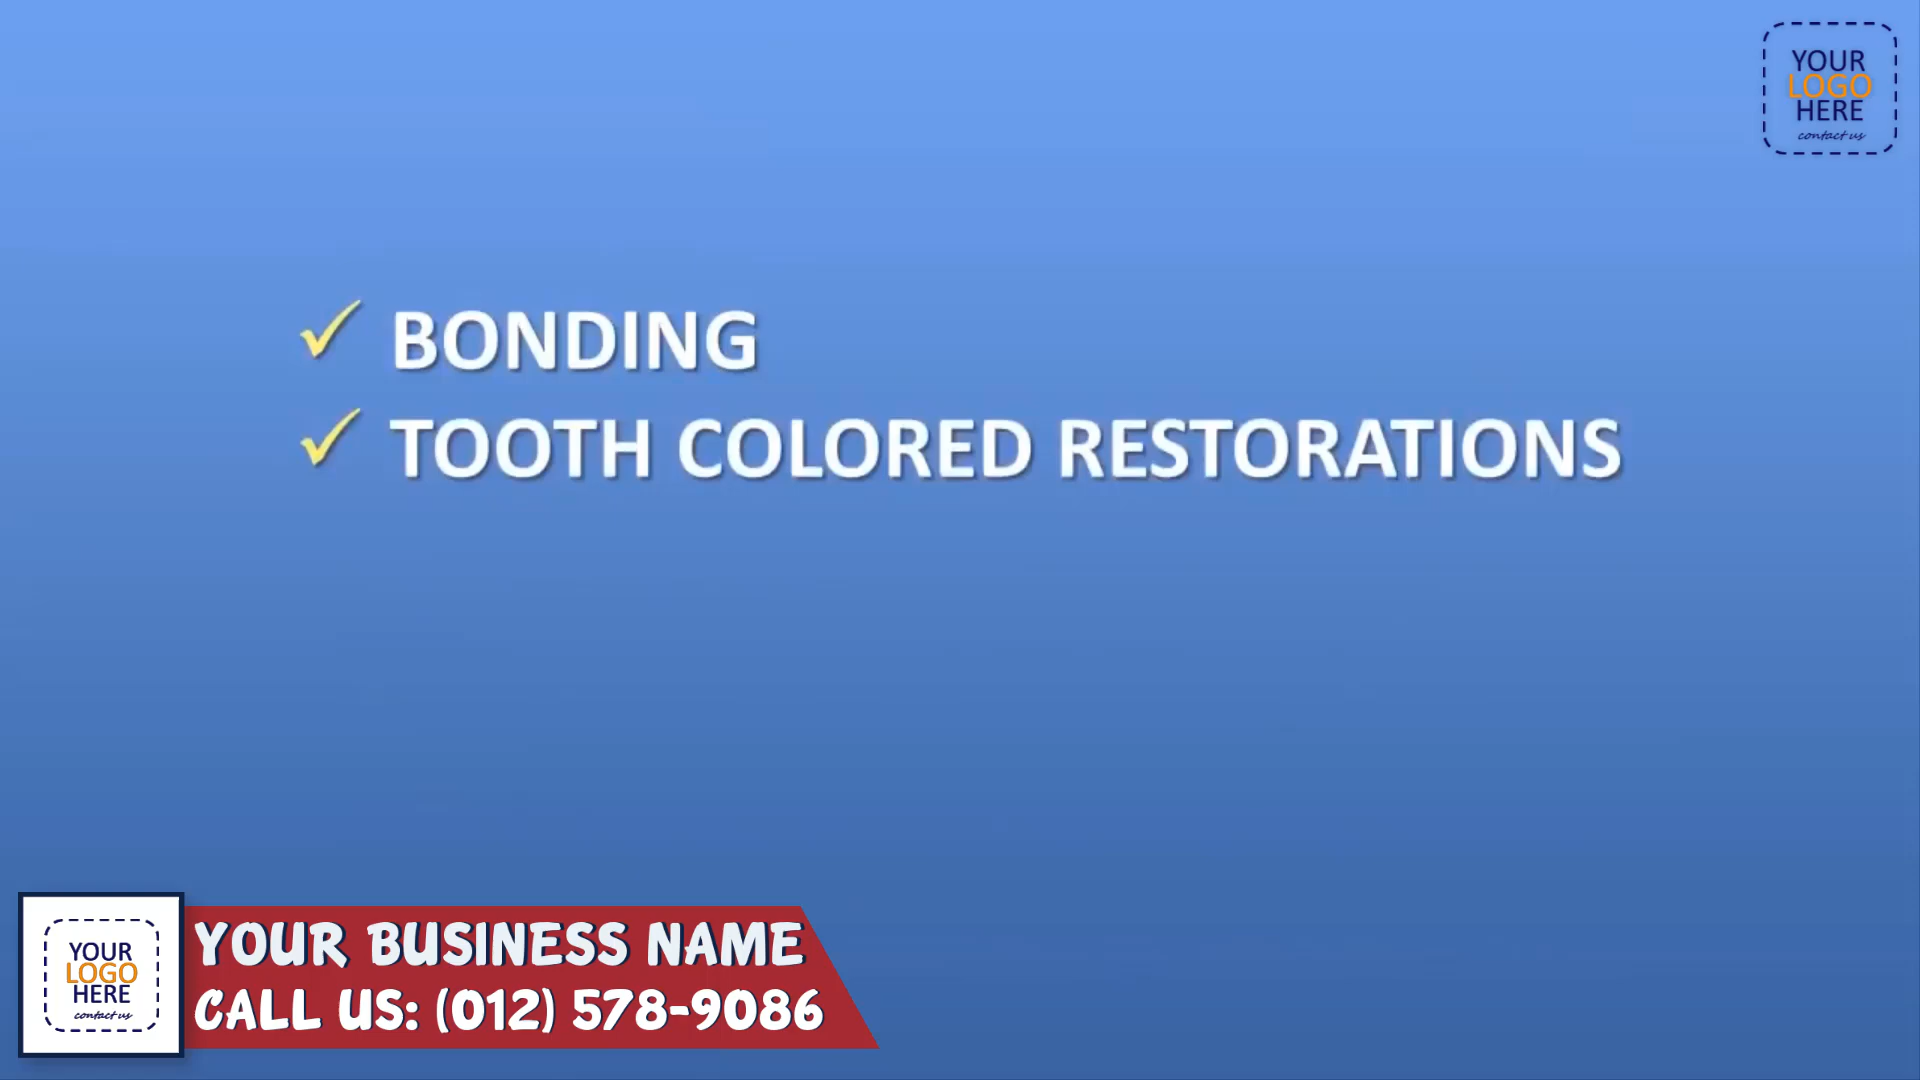 YOUR
LOGO
HERE
contact us
BONDING
TOOTH COLORED RESTORATIONS
YOUR
LOGO
HERE
contact us
YOUR BUSINESS NAME
CALL US: (012) 578-9086